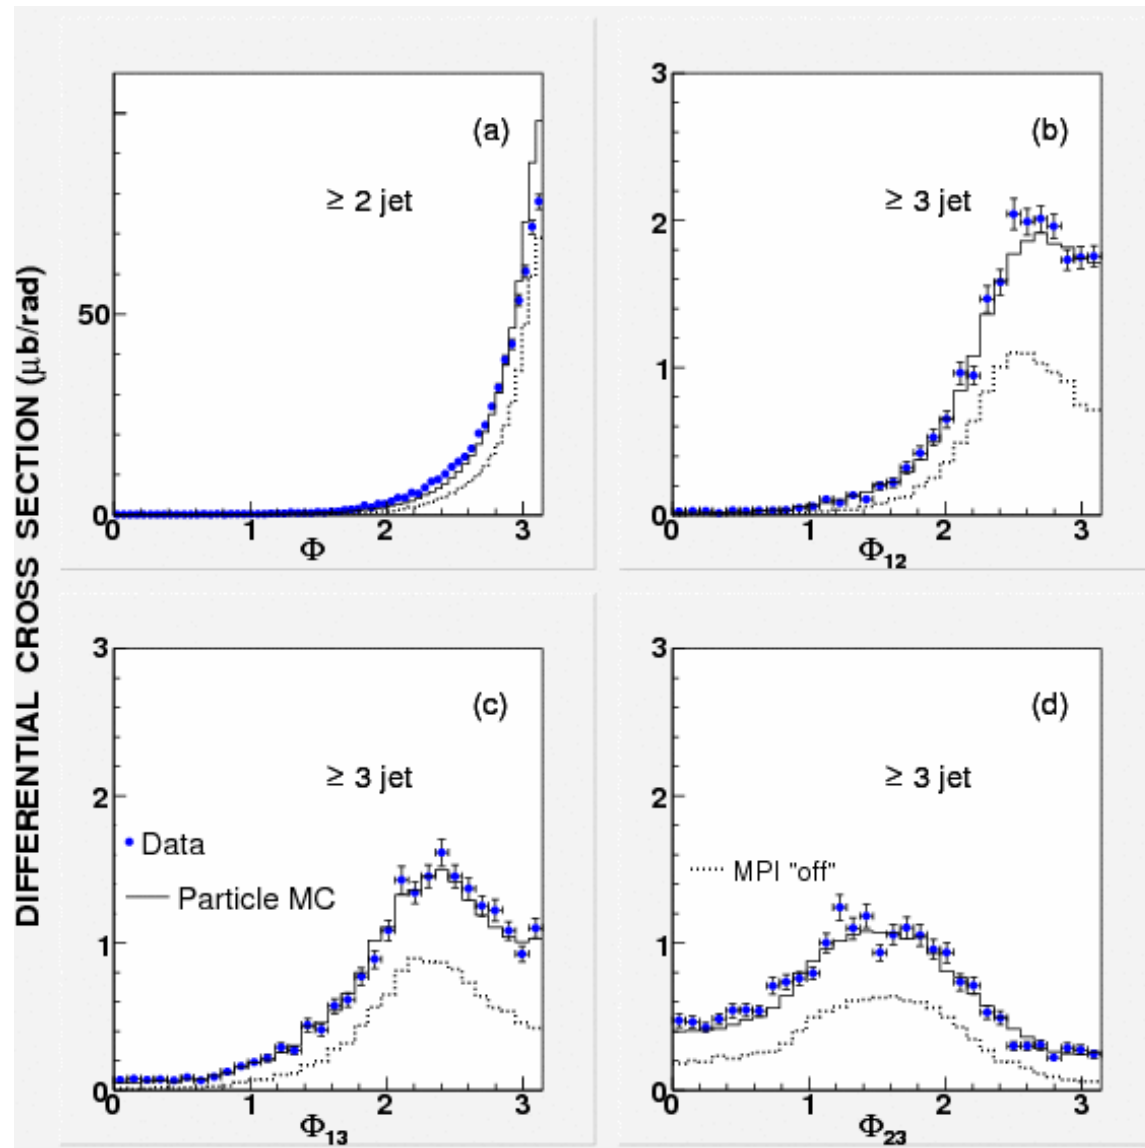 DIFFERENTIAL CROSS SECTION (μb/rad)
(a)
≥ 2 jet
50
0
0 1 2 3
Φ
(b)
≥ 3 jet
3
2
1
0
0 1 2 3
Φ12
(c)
≥ 3 jet
3
2
1
0
Data
Particle MC
0 1 2 3
Φ13
(d)
≥ 3 jet
3
2
1
0
MPI "off"
0 1 2 3
Φ23